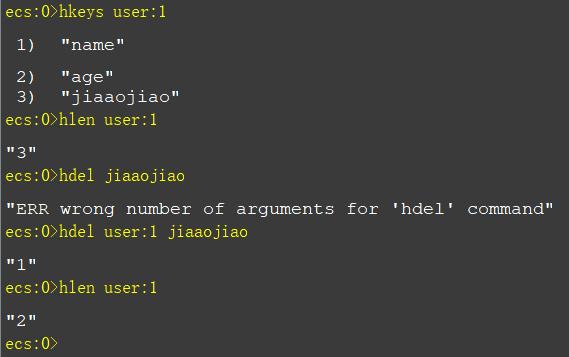 ecs:0>hkeys user:1
1) "name"
2) "age"
3) "jiaaojiao"
ecs:0>hlen user:1
"3"
ecs:0>hdel jiaaojiao
"ERR wrong number of arguments for 'hdel' command"
ecs:0>hdel user:1 jiaaojiao
"1"
ecs:0>hlen user:1
"2"
ecs:0>